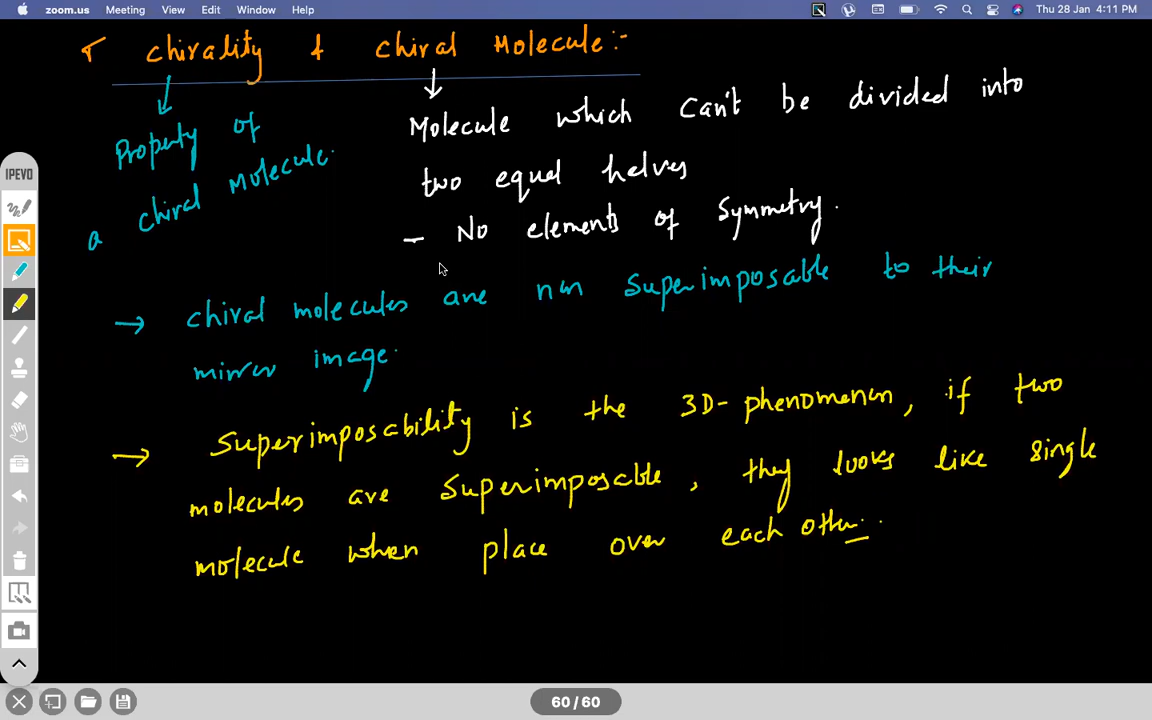 zoom.us Meeting View Edit Window Help Thu 28 Jan 4:11 PM
chirality & chiral Molecule:-
Property of
a chiral molecule.
Molecule which can't be divided into
two equal halves
- No elements of Symmetry.
→ chiral molecules are non superimposable to their
mirror image.
→ Superimposability is the 3D-phenomenon, if two
molecules are superimposable, they looks like single
molecule when place over each other.
IPEVO
60/60